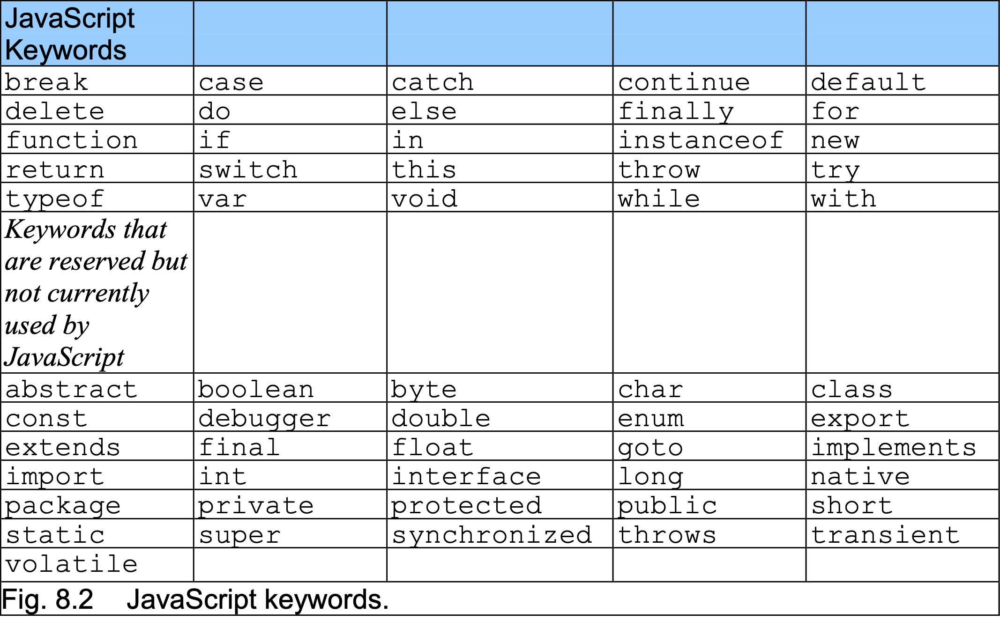 JavaScript
Keywords
break case catch continue default
delete do else finally for
function if in instanceof new
return switch this throw try
typeof var void while with
Keywords that
are reserved but
not currently
used by
JavaScript
abstract boolean byte char class
const debugger double enum export
extends final float goto implements
import int interface long native
package private protected public short
static super synchronized throws transient
volatile
Fig. 8.2 JavaScript keywords.